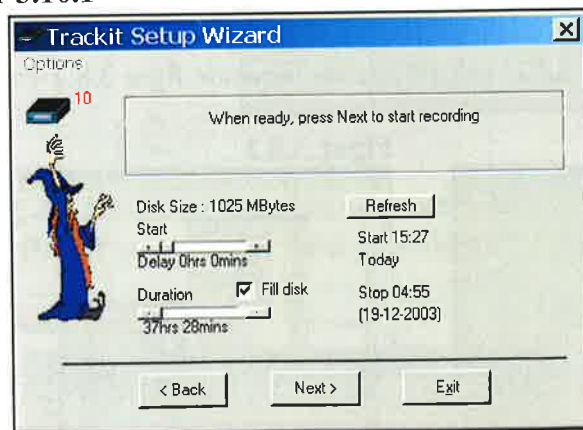 Trackit Setup Wizard
Options
10
When ready, press Next to start recording
Disk Size : 1025 MBytes
Refresh
Start
Start 15:27
Delay 0hrs 0mins
Today
Duration
Fill disk
Stop 04:55
37hrs 28mins
(19-12-2003)
< Back
Next >
Exit